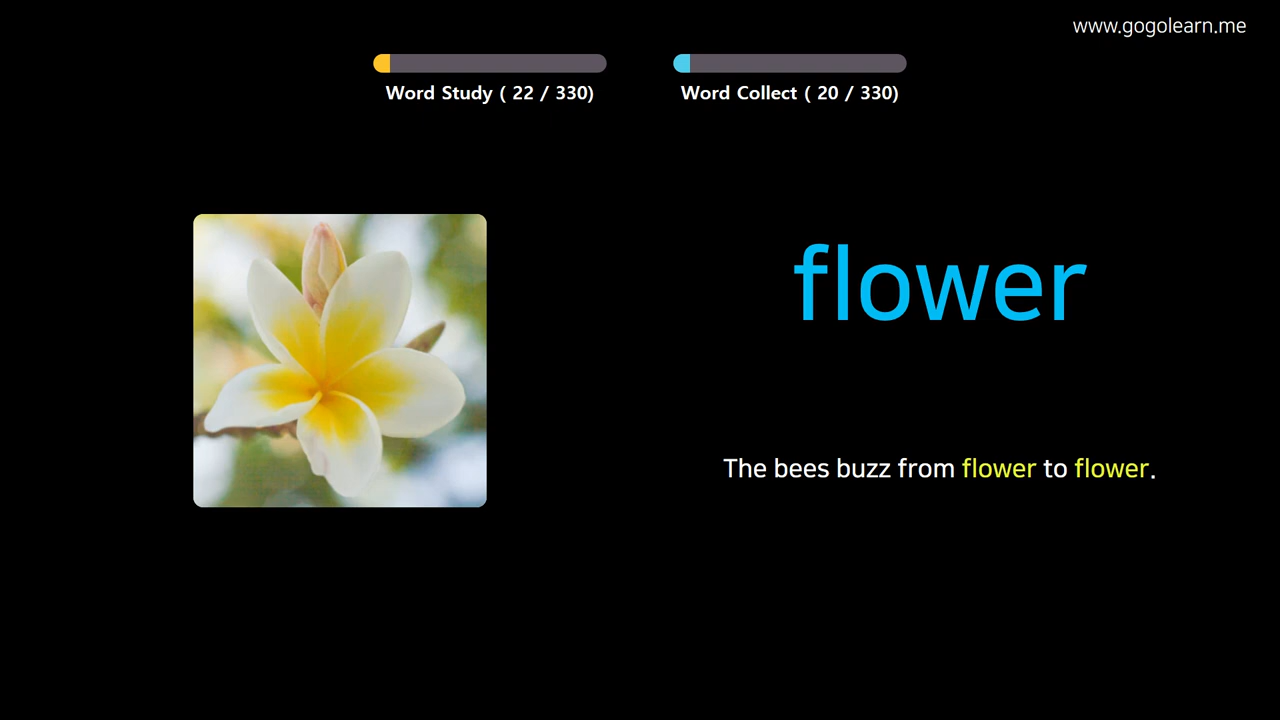 www.gogolearn.me
Word Study ( 22 / 330)
Word Collect ( 20 / 330)
flower
The bees buzz from flower to flower.